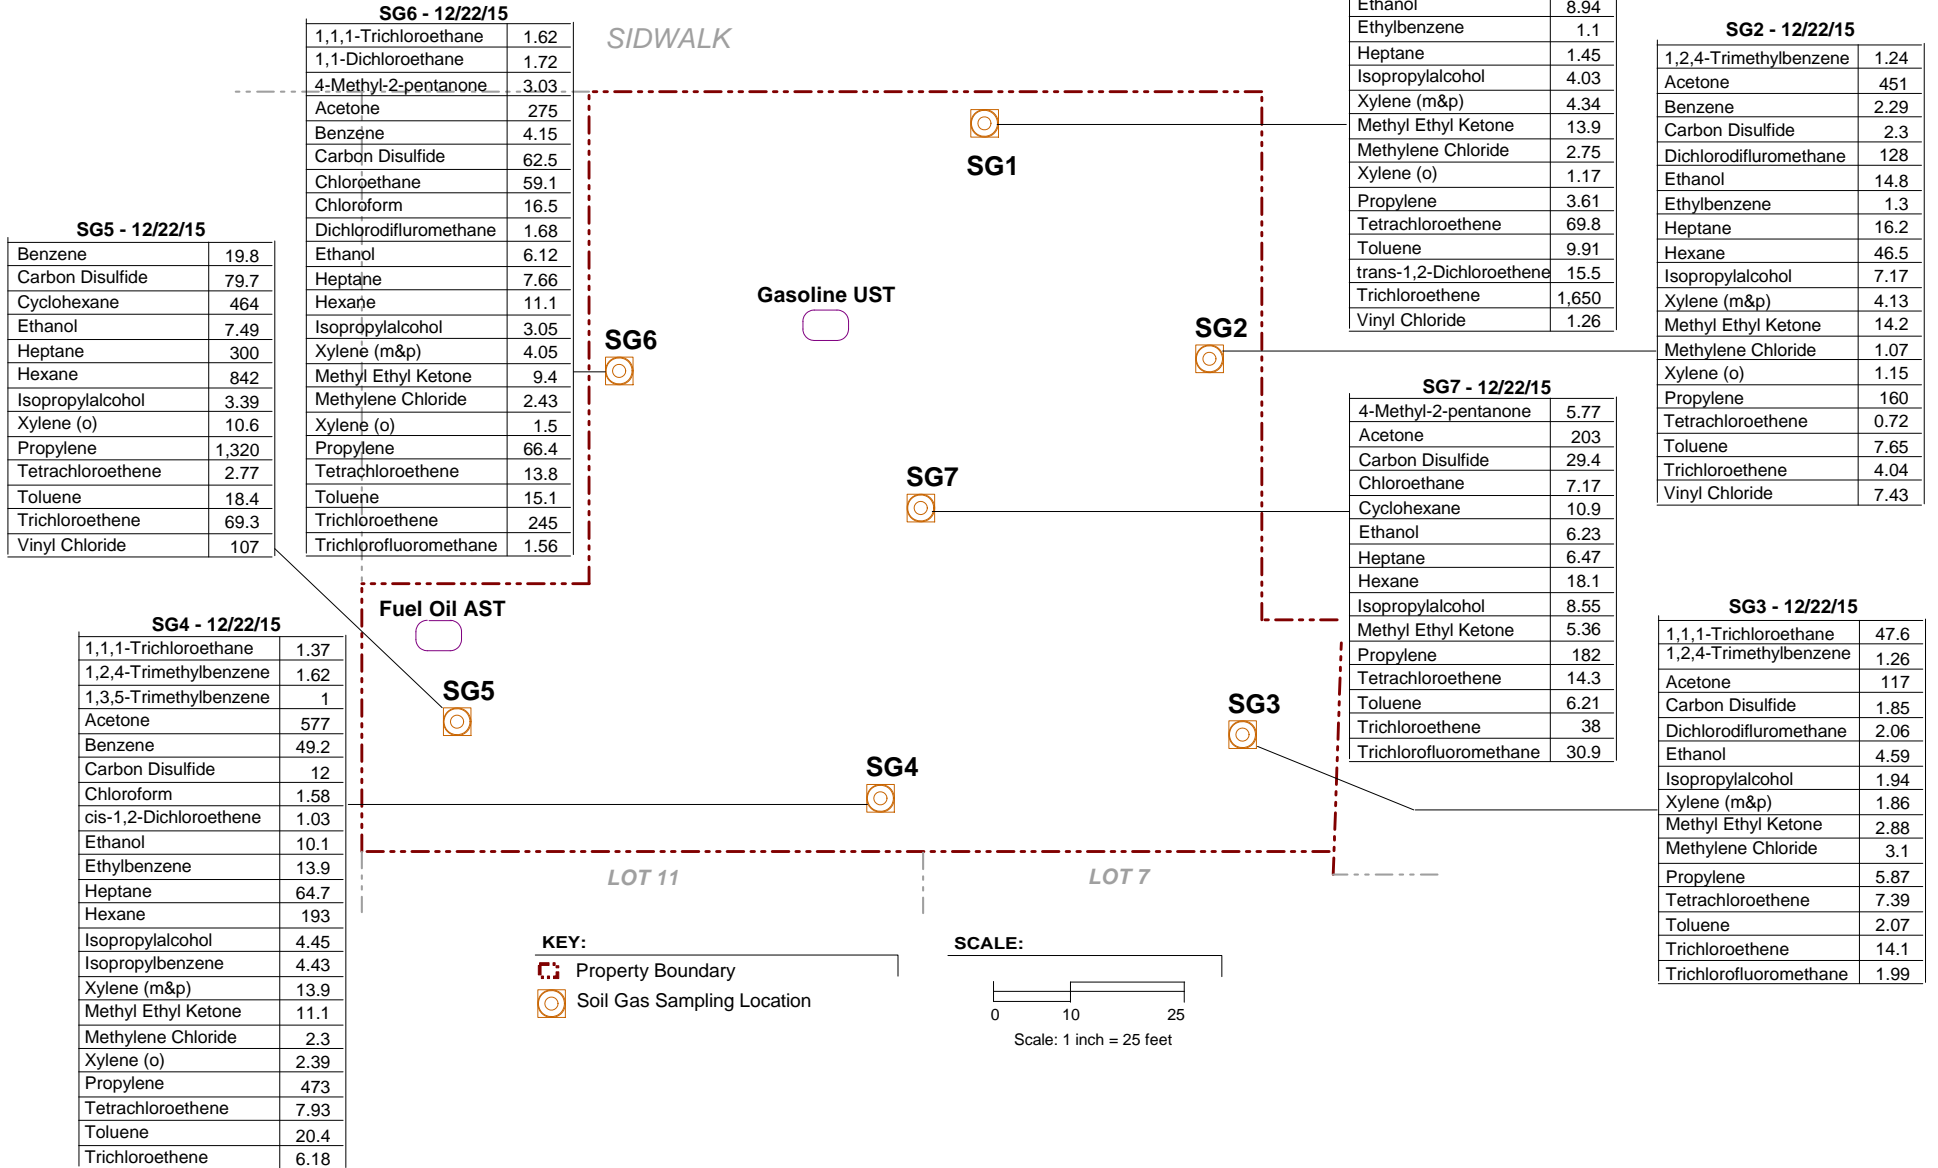 SG6 - 12/22/15
1,1,1-Trichloroethane 1.62
1,1-Dichloroethane 1.72
4-Methyl-2-pentanone 3.03
Acetone 275
Benzene 4.15
Carbon Disulfide 62.5
Chloroethane 59.1
Chloroform 16.5
Dichlorodifluromethane 1.68
Ethanol 6.12
Heptane 7.66
Hexane 11.1
Isopropylalcohol 3.05
Xylene (m&p) 4.05
Methyl Ethyl Ketone 9.4
Methylene Chloride 2.43
Xylene (o) 1.5
Propylene 66.4
Tetrachloroethene 13.8
Toluene 15.1
Trichloroethene 245
Trichlorofluoromethane 1.56
SIDWALK
Ethanol 8.94
Ethylbenzene 1.1
Heptane 1.45
Isopropylalcohol 4.03
Xylene (m&p) 4.34
Methyl Ethyl Ketone 13.9
Methylene Chloride 2.75
Xylene (o) 1.17
Propylene 3.61
Tetrachloroethene 69.8
Toluene 9.91
trans-1,2-Dichloroethene 15.5
Trichloroethene 1,650
Vinyl Chloride 1.26
SG2 - 12/22/15
1,2,4-Trimethylbenzene 1.24
Acetone 451
Benzene 2.29
Carbon Disulfide 2.3
Dichlorodifluromethane 128
Ethanol 14.8
Ethylbenzene 1.3
Heptane 16.2
Hexane 46.5
Isopropylalcohol 7.17
Xylene (m&p) 4.13
Methyl Ethyl Ketone 14.2
Methylene Chloride 1.07
Xylene (o) 1.15
Propylene 160
Tetrachloroethene 0.72
Toluene 7.65
Trichloroethene 4.04
Vinyl Chloride 7.43
SG5 - 12/22/15
Benzene 19.8
Carbon Disulfide 79.7
Cyclohexane 464
Ethanol 7.49
Heptane 300
Hexane 842
Isopropylalcohol 3.39
Xylene (o) 10.6
Propylene 1,320
Tetrachloroethene 2.77
Toluene 18.4
Trichloroethene 69.3
Vinyl Chloride 107
SG1
Gasoline UST
SG6
SG2
SG7
SG7 - 12/22/15
4-Methyl-2-pentanone 5.77
Acetone 203
Carbon Disulfide 29.4
Chloroethane 7.17
Cyclohexane 10.9
Ethanol 6.23
Heptane 6.47
Hexane 18.1
Isopropylalcohol 8.55
Methyl Ethyl Ketone 5.36
Propylene 182
Tetrachloroethene 14.3
Toluene 6.21
Trichloroethene 38
Trichlorofluoromethane 30.9
Fuel Oil AST
SG5
SG3
SG4
SG4 - 12/22/15
1,1,1-Trichloroethane 1.37
1,2,4-Trimethylbenzene 1.62
1,3,5-Trimethylbenzene 1
Acetone 577
Benzene 49.2
Carbon Disulfide 12
Chloroform 1.58
cis-1,2-Dichloroethene 1.03
Ethanol 10.1
Ethylbenzene 13.9
Heptane 64.7
Hexane 193
Isopropylalcohol 4.45
Isopropylbenzene 4.43
Xylene (m&p) 13.9
Methyl Ethyl Ketone 11.1
Methylene Chloride 2.3
Xylene (o) 2.39
Propylene 473
Tetrachloroethene 7.93
Toluene 20.4
Trichloroethene 6.18
SG3 - 12/22/15
1,1,1-Trichloroethane 47.6
1,2,4-Trimethylbenzene 1.26
Acetone 117
Carbon Disulfide 1.85
Dichlorodifluromethane 2.06
Ethanol 4.59
Isopropylalcohol 1.94
Xylene (m&p) 1.86
Methyl Ethyl Ketone 2.88
Methylene Chloride 3.1
Propylene 5.87
Tetrachloroethene 7.39
Toluene 2.07
Trichloroethene 14.1
Trichlorofluoromethane 1.99
LOT 11
LOT 7
KEY:
Property Boundary
Soil Gas Sampling Location
SCALE:
0 10 25
Scale: 1 inch = 25 feet